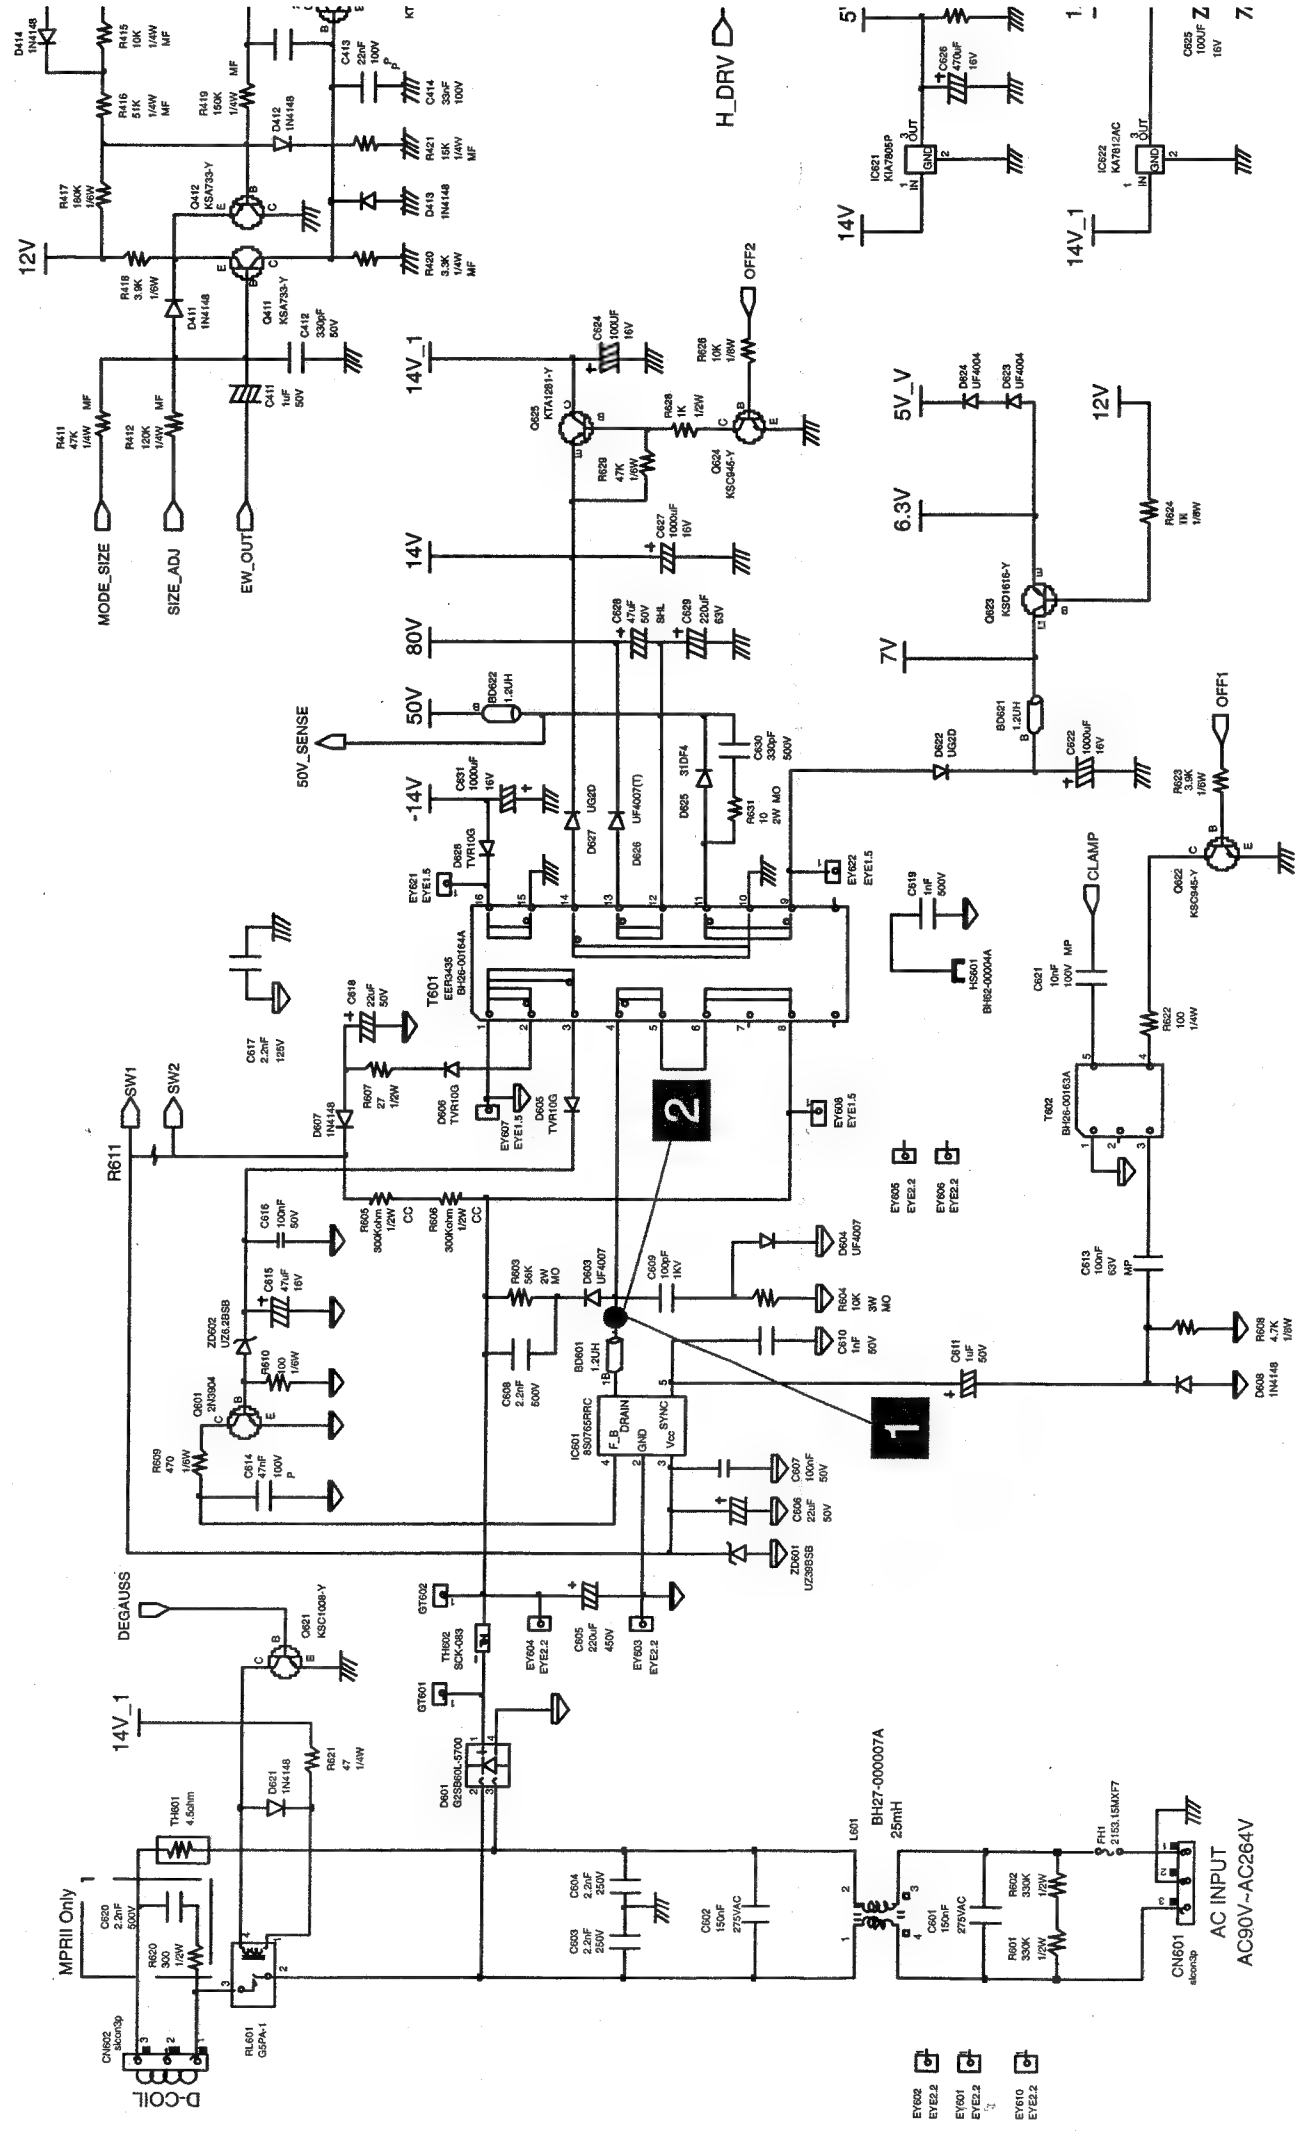 D414
1N4148
R415
10K
1/4W
MF
C413
22nF
100V
P
KT
R416
51K
1/4W
MF
R419
150K
1/4W
MF
D412
1N4148
C414
33nF
100V
P
R421
15K
1/4W
MF
R417
160K
1/6W
Q412
KSA733-Y
D413
1N4148
12V
R418
3.9K
1/6W
D411
1N4148
Q411
KSA733-Y
R420
3.3K
1/4W
MF
C412
330pF
50V
R411
47K
1/4W
MF
R412
120K
1/4W
MF
C411
1uF
50V
MODE_SIZE
SIZE_ADJ
EW_OUT
H_DRV
C626
470uF
16V
C625
100UF
16V
IC621
KIA7805P
OUT
GND
IN
IC622
KA7812AC
OUT
GND
IN
14V
14V_1
14V_1
C624
100UF
16V
Q625
KTA1281-Y
R626
10K
1/6W
OFF2
R628
1K
1/2W
R629
47K
1/6W
Q624
KSC945-Y
14V
C627
1000uF
16V
80V
C628
47uF
50V
SHL
C629
220uF
63V
50V
BD622
1.2UH
50V_SENSE
-14V
C631
1000uF
16V
D628
TVR10G
EY621
EYE1.5
D627
UG2D
D626
UF4007(T)
D625
31DF4
C630
330pF
500V
R631
10
2W MO
EY622
EYE1.5
5V_V
D624
UF4004
D623
UF4004
6.3V
12V
R624
1/6W
Q623
KSD1616-Y
7V
BD621
1.2UH
D622
UG2D
C622
1000uF
16V
OFF1
R623
3.9K
1/6W
Q622
KSC945-Y
CLAMP
C619
1nF
500V
HS601
BH62-00004A
C621
10nF
100V MP
R622
100
1/4W
T602
BH26-00163A
T601
EER3435
BH26-00164A
C617
2.2nF
125V
C618
22uF
50V
R607
27
1/2W
D606
TVR10G
D607
1N4148
EY607
EYE1.5
D605
TVR10G
EY608
EYE1.5
SW1
SW2
R611
C616
100nF
50V
R605
300Kohm
1/2W
CC
R606
300Kohm
1/2W
CC
EY605
EYE2.2
EY606
EYE2.2
C613
100nF
63V
MP
C615
47uF
16V
ZD602
UZ6.2BSB
R610
100
1/6W
Q601
2N3904
R609
470
1/6W
C614
47nF
100V
P
R603
56K
2W
MO
D603
UF4007
C609
100pF
1KV
D604
UF4007
R604
10K
3W
MO
C608
2.2nF
500V
BD601
1.2UH
C610
1nF
50V
C611
1uF
50V
R608
4.7K
1/6W
D608
1N4148
IC601
8S0765RRC
F_B
DRAIN
GND
Vcc
SYNC
C607
100nF
50V
C606
22uF
50V
ZD601
UZ39BSB
1
2
DEGAUSS
Q621
KSC1008-Y
GT602
TH602
SCK-083
EY604
EYE2.2
C605
220uF
450V
EY603
EYE2.2
GT601
14V_1
R621
47
1/4W
D621
1N4148
D601
G2SB60L-5700
TH601
4.5ohm
MPRII Only
C620
2.2nF
500V
R620
300
1/2W
RL601
G5PA-1
CN602
slcon3p
D-COIL
C604
2.2nF
250V
C603
2.2nF
250V
C602
150nF
275VAC
L601
BH27-000007A
25mH
C601
150nF
275VAC
R602
330K
1/2W
R601
330K
1/2W
FH1
2153.15MXF7
CN601
slcon3p
AC INPUT
AC90V~AC264V
EY602
EYE2.2
EY601
EYE2.2
EY610
EYE2.2